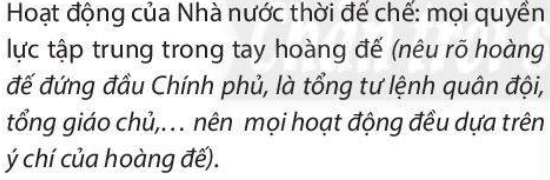 Hoạt động của Nhà nước thời đế chế: mọi quyền
lực tập trung trong tay hoàng đế (nêu rõ hoàng
đế đứng đầu Chính phủ, là tổng tư lệnh quân đội,
tổng giáo chủ,... nên mọi hoạt động đều dựa trên
ý chí của hoàng đế).